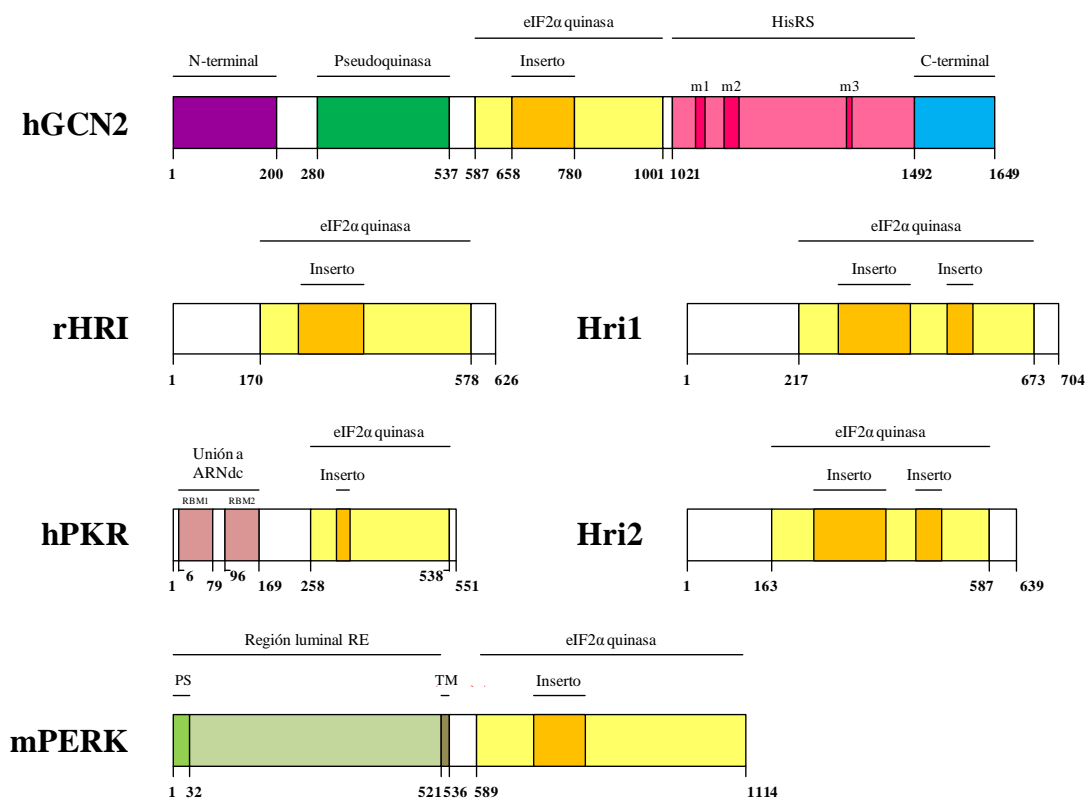 eIF2α quinasa HisRS
N-terminal Pseudoquinasa Inserto C-terminal
m1 m2 m3
hGCN2
1 200 280 537 587 658 780 1001 1021 1492 1649
eIF2α quinasa
Inserto
rHRI
1 170 578 626
eIF2α quinasa
Inserto Inserto
Hri1
1 217 673 704
eIF2α quinasa
Unión a
ARNdc
Inserto
RBM1 RBM2
hPKR
1 6 79 96 169 258 538 551
eIF2α quinasa
Inserto Inserto
Hri2
1 163 587 639
Región luminal RE eIF2α quinasa
PS TM Inserto
mPERK
1 32 521 536 589 1114